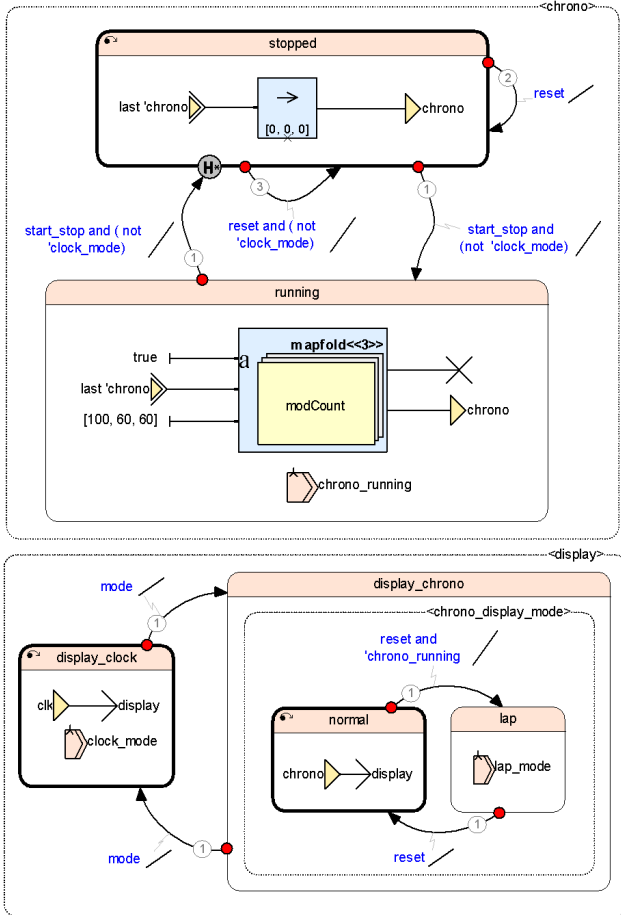 <chrono>
stopped
last 'chrono
[0, 0, 0]
chrono
2
reset
H*
3
1
start_stop and ( not
'clock_mode)
reset and ( not
'clock_mode)
start_stop and
(not 'clock_mode)
1
running
mapfold<<3>>
true
a
last 'chrono
[100, 60, 60]
modCount
chrono
chrono_running
<display>
mode
1
display_chrono
<chrono_display_mode>
display_clock
clk
display
clock_mode
reset and
'chrono_running
1
normal
chrono
display
lap
lap_mode
1
reset
mode
1